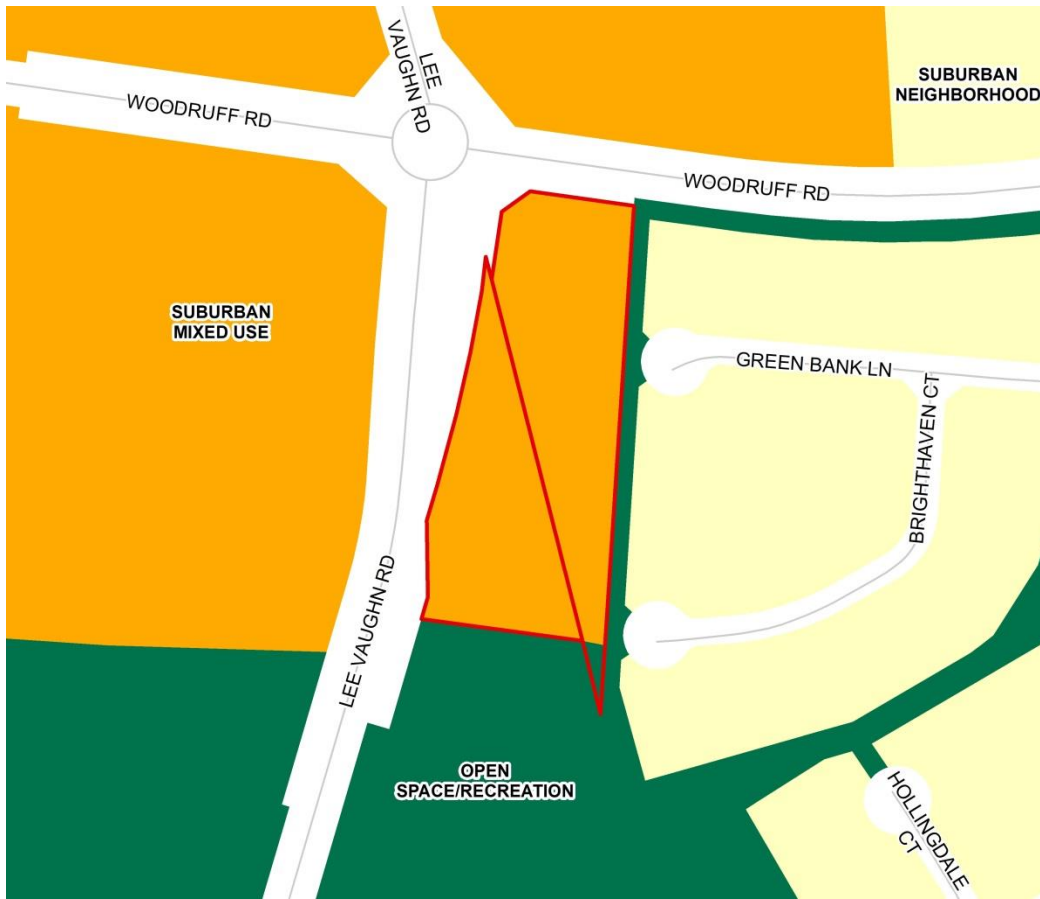 LEE
VAUGHN RD
WOODRUFF RD
SUBURBAN
NEIGHBORHOOD
WOODRUFF RD
SUBURBAN
MIXED USE
GREEN BANK LN
BRIGHTHAVEN CT
LEE VAUGHN RD
OPEN
SPACE/RECREATION
HOLLINGDALE
CT